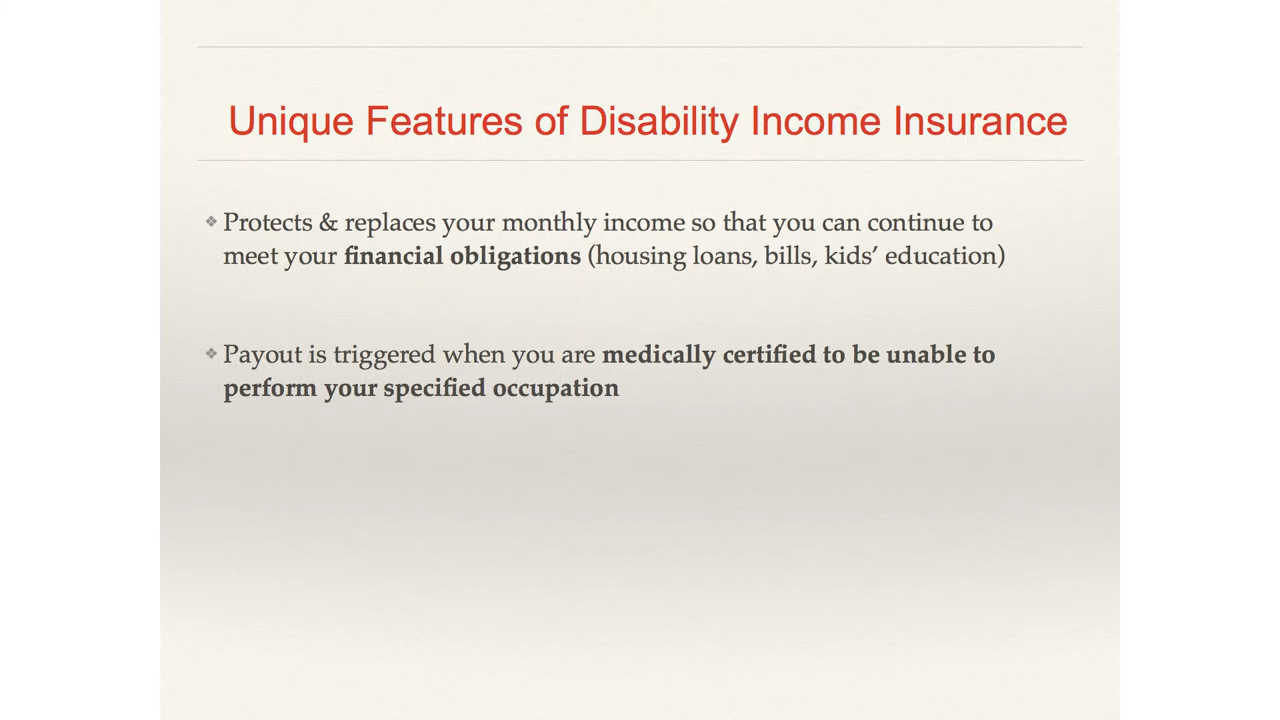 Unique Features of Disability Income Insurance
❖ Protects & replaces your monthly income so that you can continue to
meet your financial obligations (housing loans, bills, kids’ education)
❖ Payout is triggered when you are medically certified to be unable to
perform your specified occupation